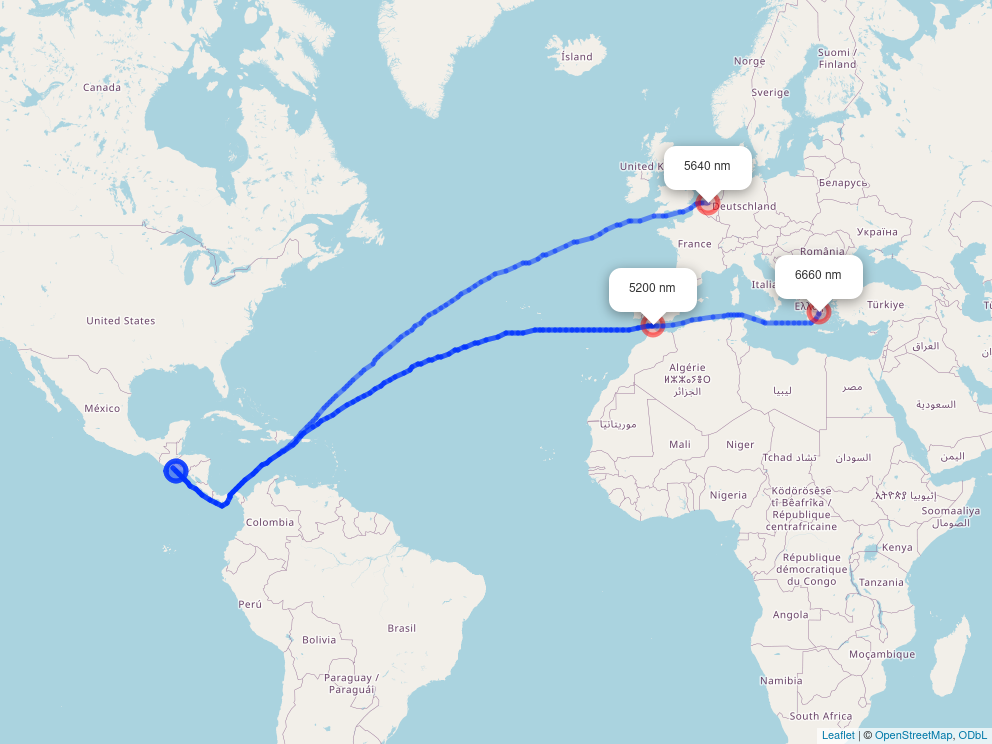 Ísland
Suomi /
Finland
Norge
Canada
Sverige
United K
5640 nm
Беларусь
Deutschland
Україна
France
România
6660 nm
5200 nm
Itali
Ελλ
Türkiye
United States
العراق
Algérie
ⵍⵣⵣⴰⵢⴻⵔ
الجزائر
ليبيا
مصر
السعودية
México
موريتانيا
Mali
Niger
Tchad تشاد
السودان
اليمن
Nigeria
Ködörösêse
tî Bêafrîka /
République
centrafricaine
ኢትዮጵያ إثيوبيا
Soomaaliya
الصومال
Colombia
Kenya
République
démocratique
du Congo
Tanzania
Perú
Angola
Brasil
Bolivia
Moçambique
Paraguay /
Paraguái
Namibia
South Africa
Leaflet | © OpenStreetMap, ODbL